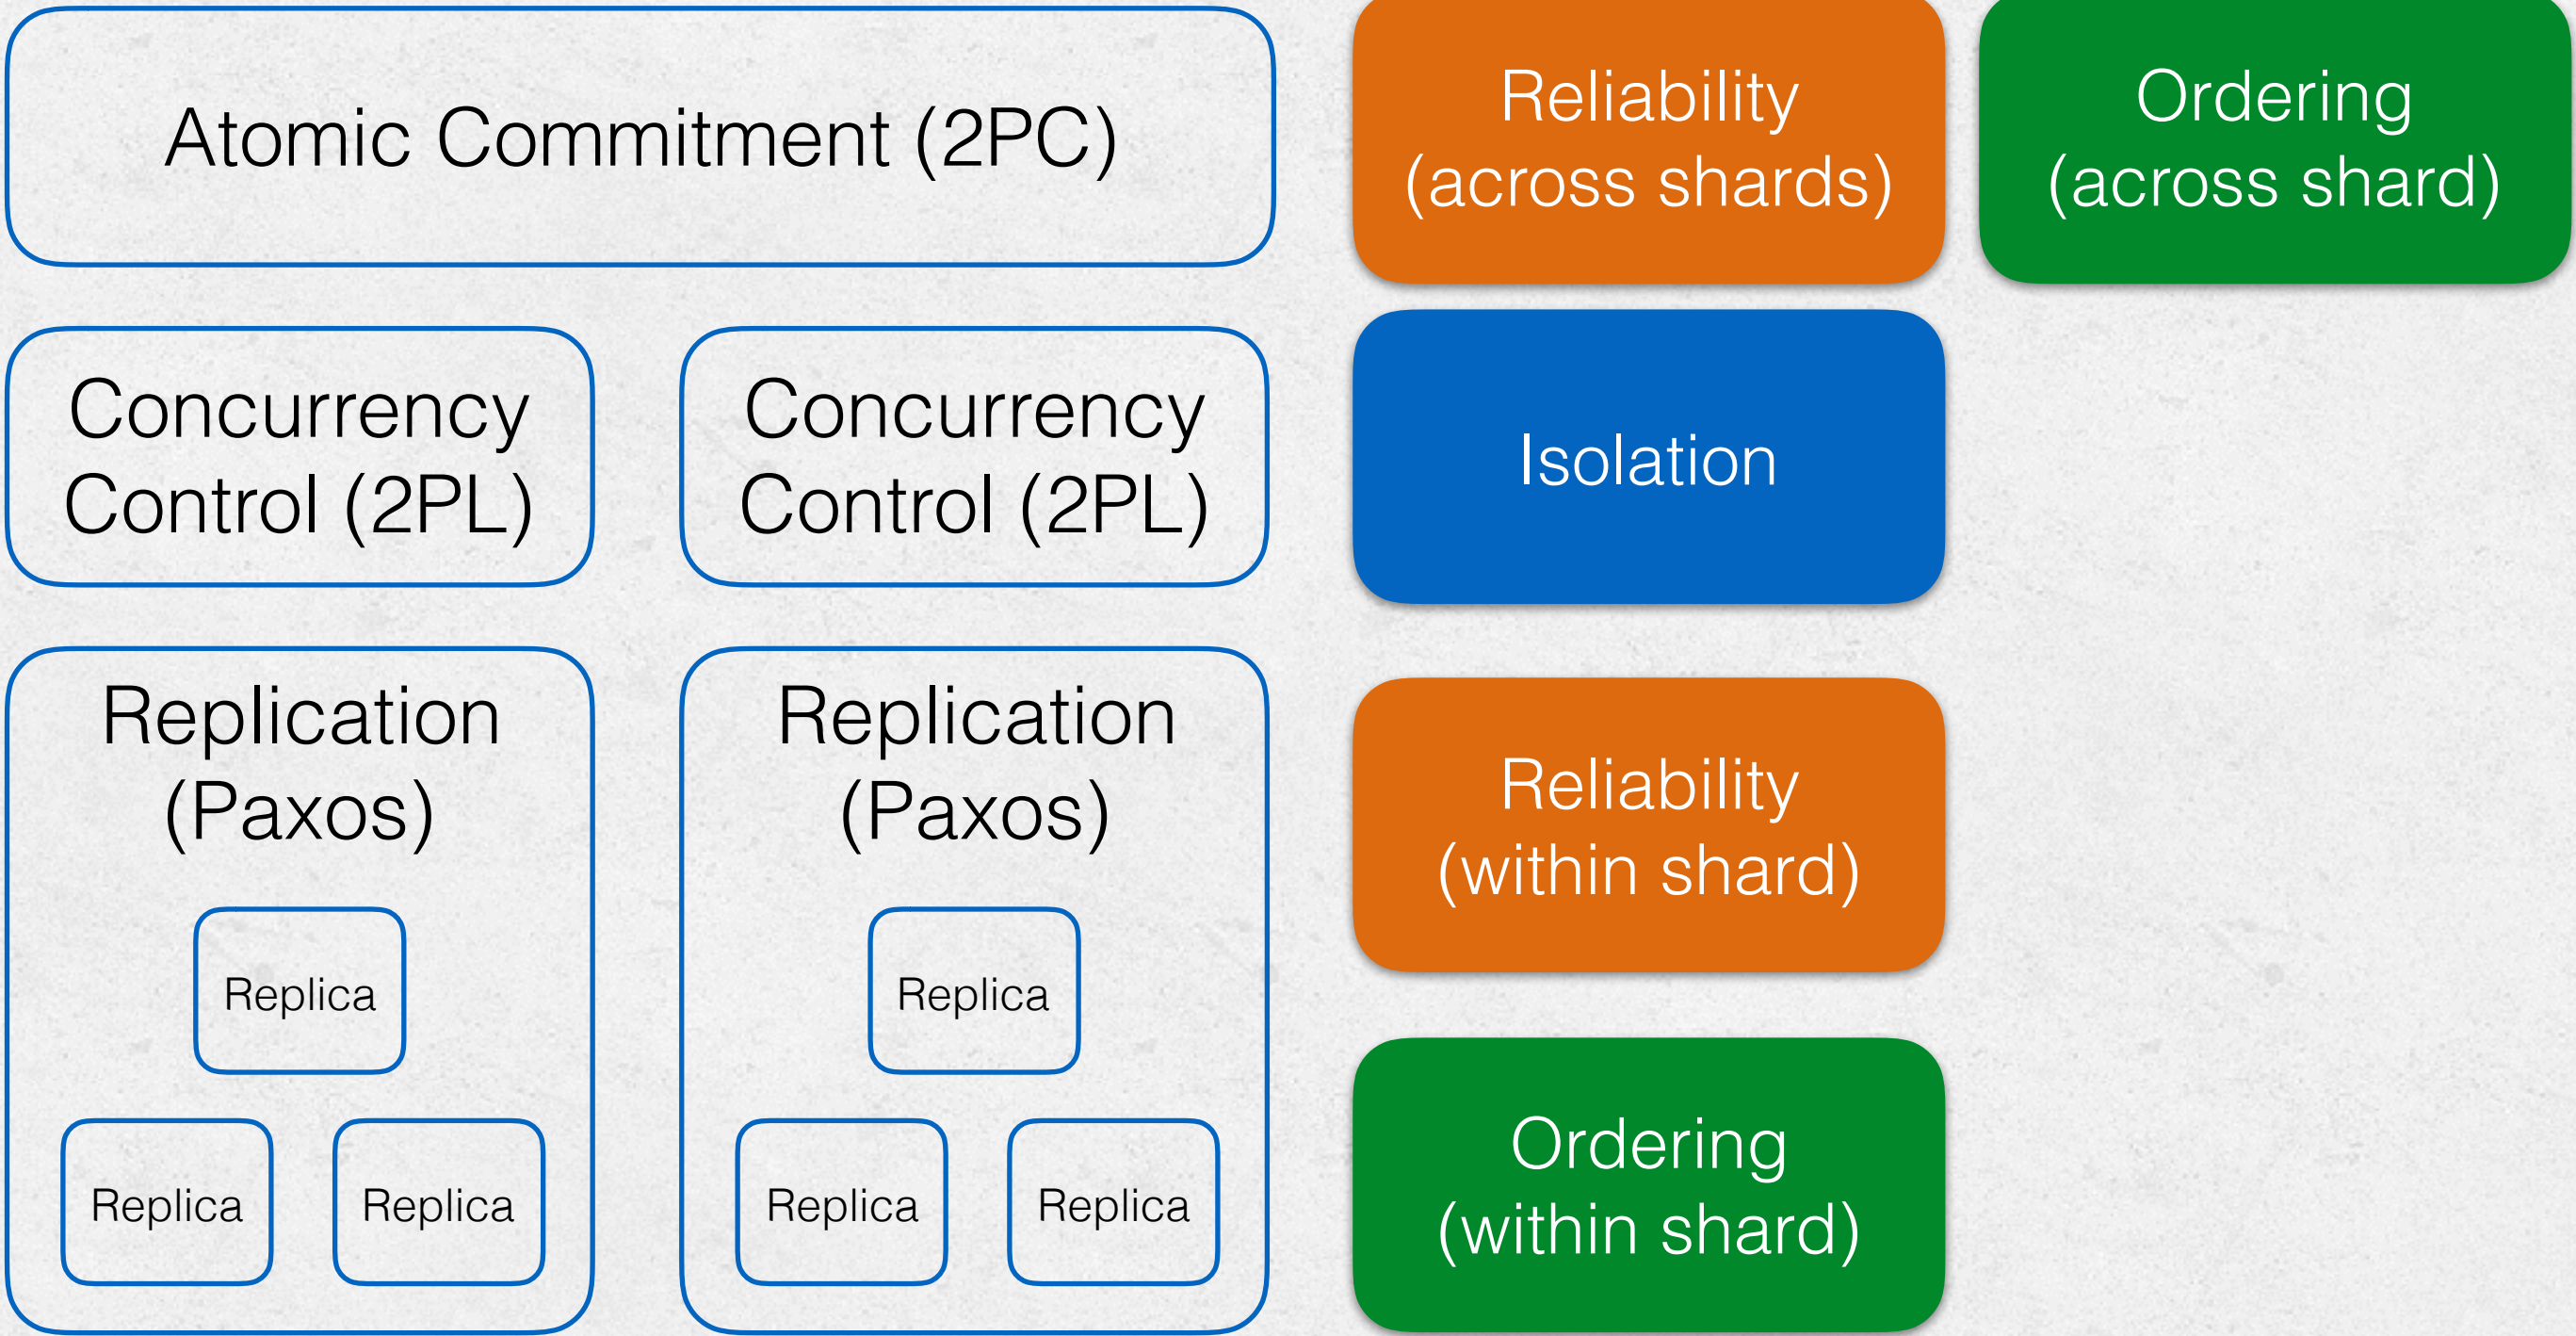 Atomic Commitment (2PC)
Reliability
(across shards)
Ordering
(across shard)
Concurrency
Control (2PL)
Concurrency
Control (2PL)
Isolation
Replication
(Paxos)
Replica
Replica
Replica
Replication
(Paxos)
Replica
Replica
Replica
Reliability
(within shard)
Ordering
(within shard)